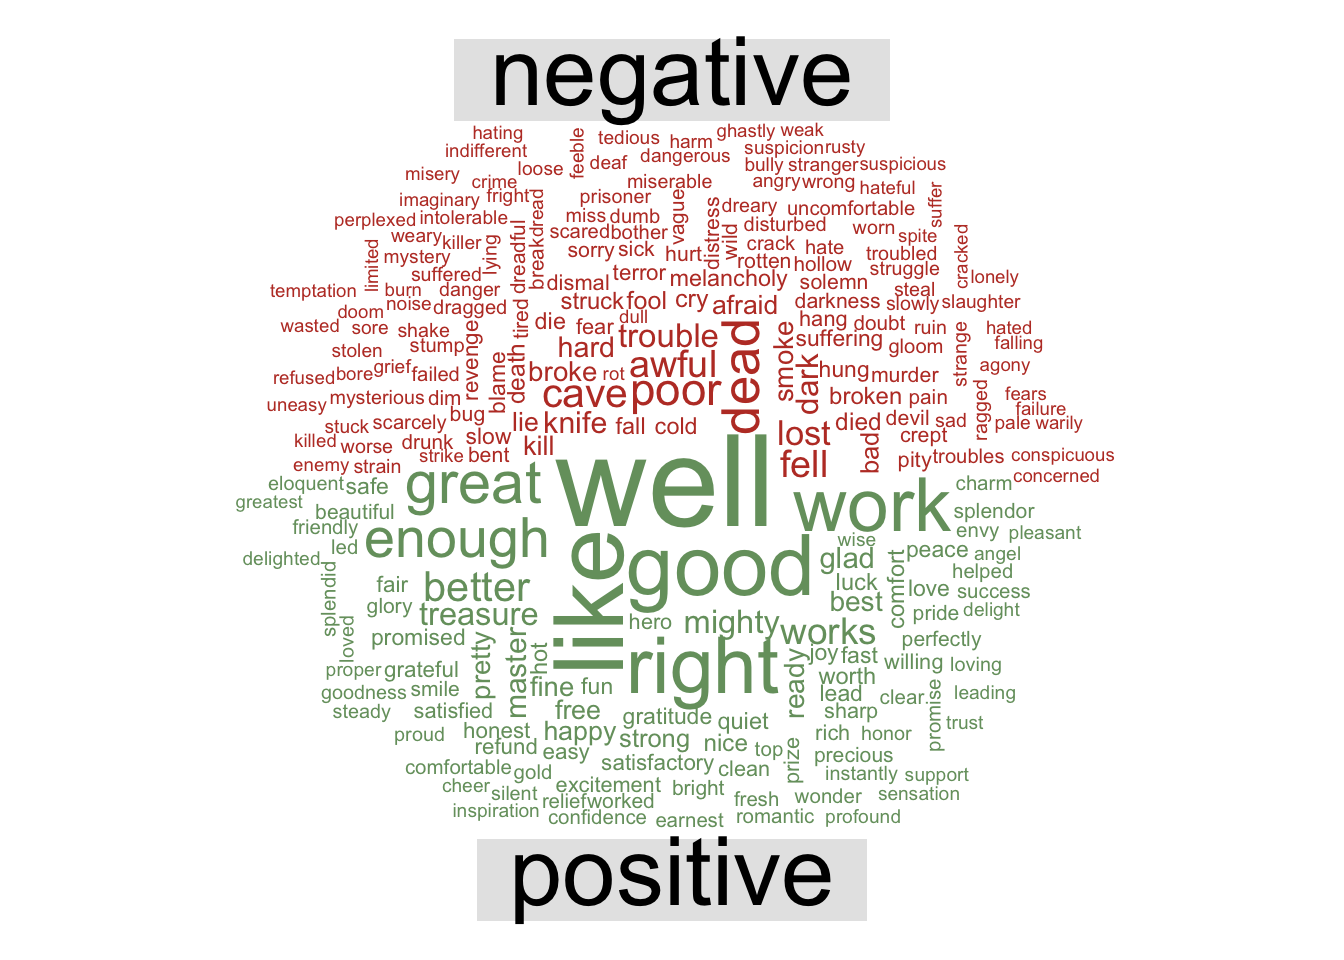 negative
hating tedious harm ghastly weak
indifferent feeble deaf dangerous suspicion rusty
misery loose bully stranger suspicious
crime miserable angry wrong hateful
imaginary fright prisoner vague dreary uncomfortable suffer
perplexed intolerable dread miss dumb distress disturbed worn
weary killer scared bother wild crack hate spite
mystery lying dreadful break sorry sick hurt rotten hollow troubled cracked
limited suffered dismal terror melancholy solemn struggle lonely
temptation burn danger struck fool cry afraid darkness steal slowly slaughter
doom noise dragged tired die dull hang doubt ruin hated
wasted sore shake fear trouble dead smoke suffering strange falling
stolen stump revenge hard awful gloom agony
refused bore grief failed blame death broke rot dark hung murder
uneasy mysterious dim cave poor broken pain ragged fears
stuck scarcely bug lie knife fall cold lost died devil sad failure
killed worse drunk slow kill bad crept pale warily
enemy strain strike bent fell pity troubles conspicuous
concerned
eloquent safe great well work charm
greatest beautiful splendor
friendly enough like good wise envy pleasant
delighted led glad peace angel
splendid fair better luck comfort love helped
glory treasure best pride success
loved promised hero mighty works delight
perfectly
proper grateful pretty master hot right ready joy fast willing loving
goodness smile fine fun worth lead clear leading
steady satisfied free gratitude quiet sharp promise trust
proud honest happy strong nice top rich honor
refund easy prize precious
comfortable gold satisfactory clean instantly support
cheer silent excitement bright wonder sensation
inspiration relief worked fresh
confidence earnest romantic profound
positive